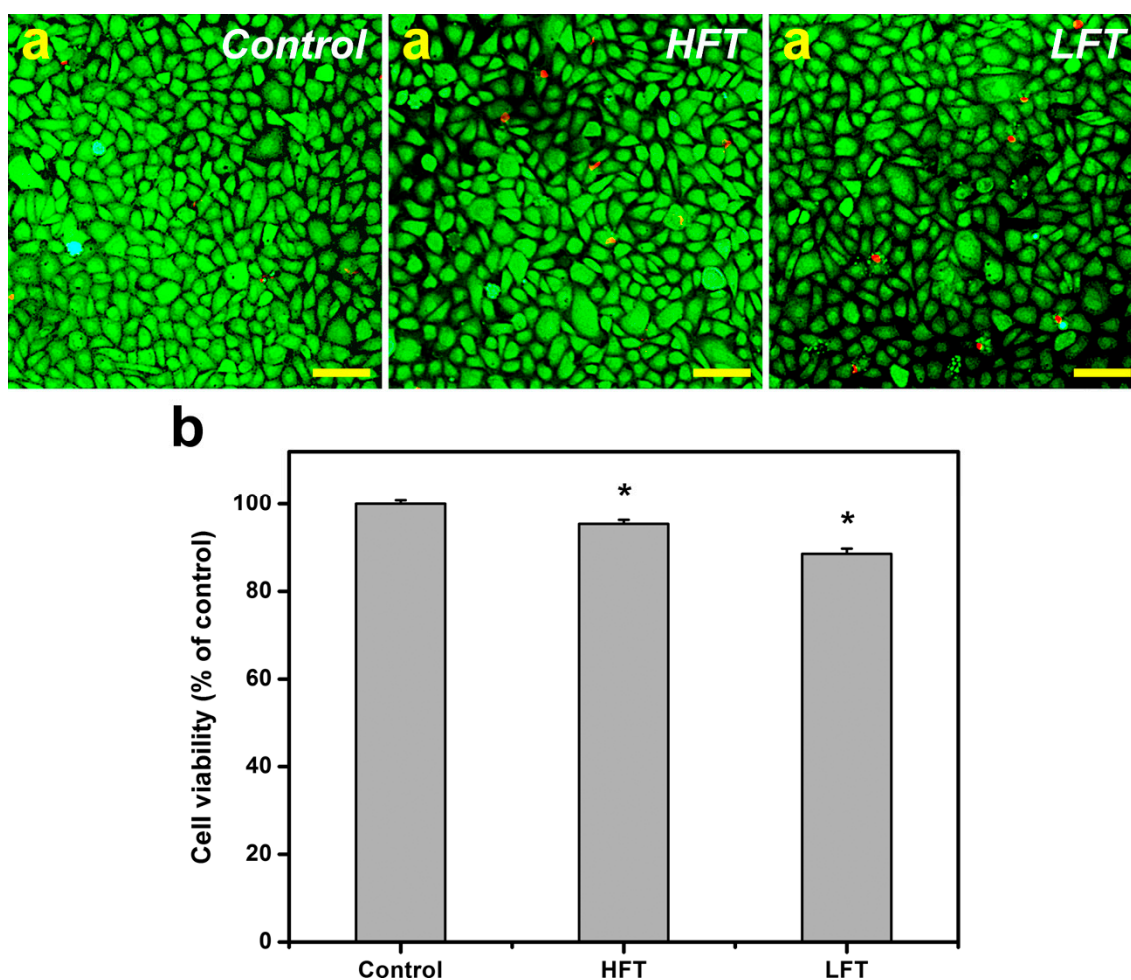 a Control
a HFT
a LFT
b
Cell viability (% of control)
100
80
60
40
20
0
*
*
Control HFT LFT